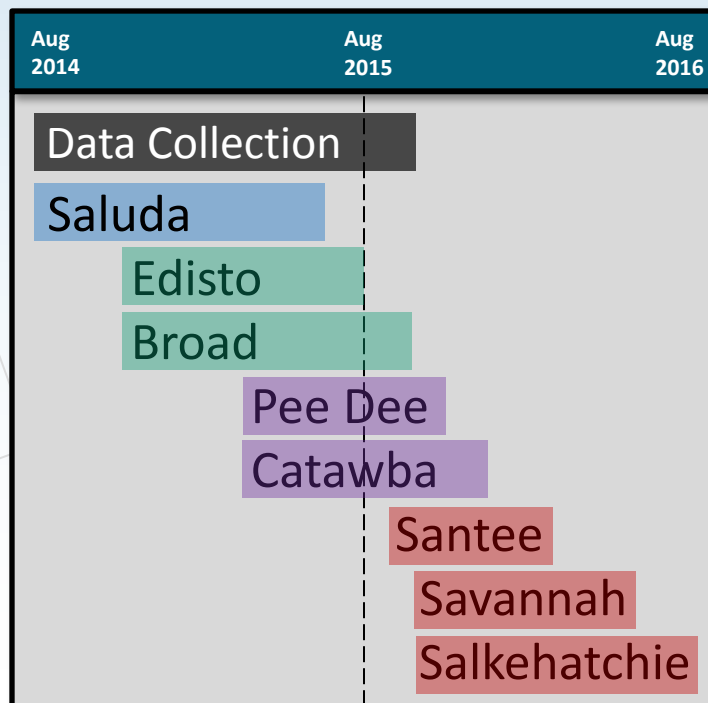 Aug Aug Aug
2014 2015 2016
Data Collection
Saluda
Edisto
Broad
Pee Dee
Catawba
Santee
Savannah
Salkehatchie